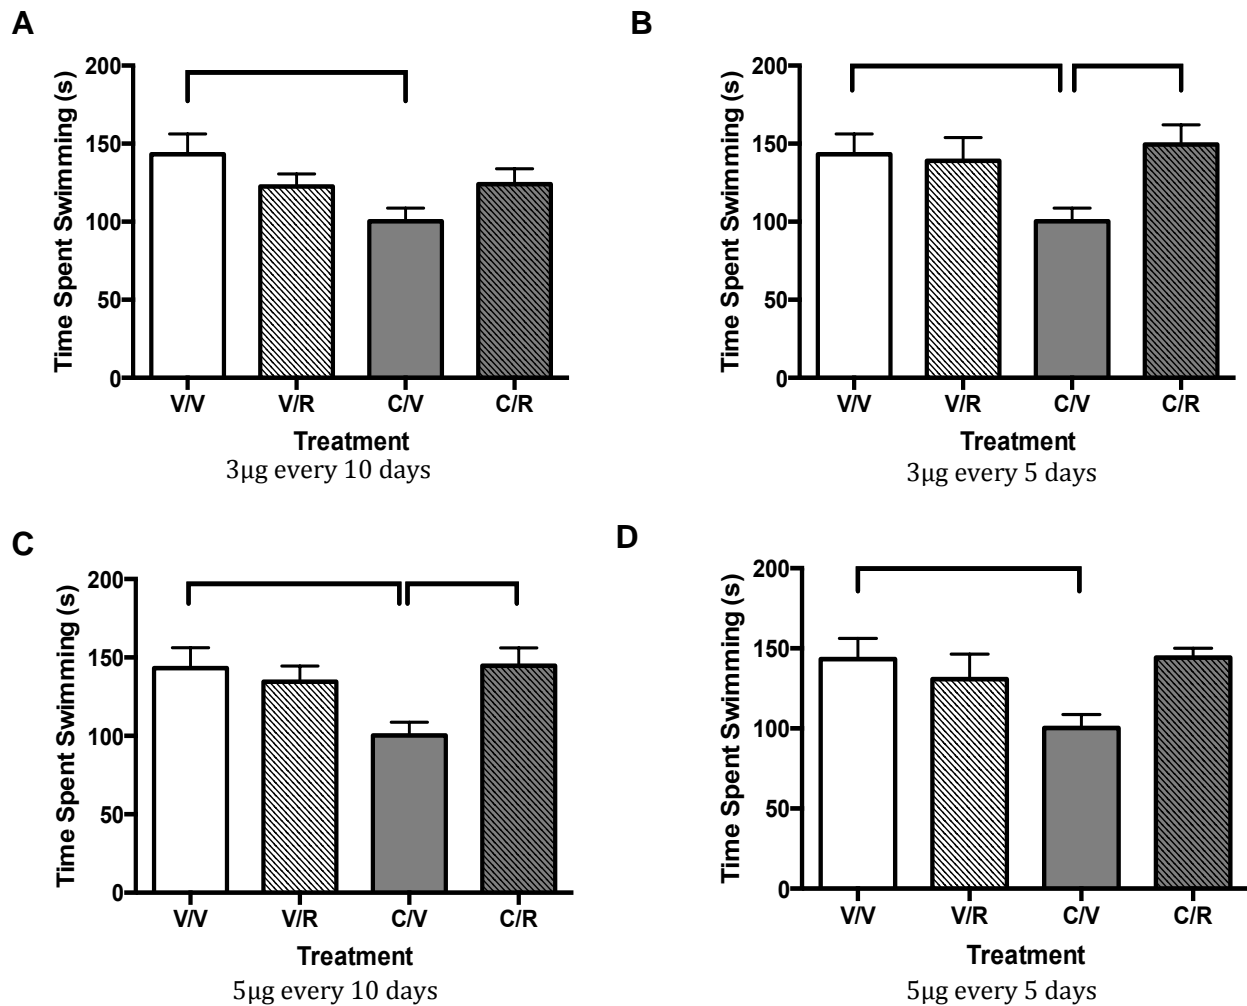 A
Time Spent Swimming (s)
200
150
100
50
0
V/V V/R C/V C/R
Treatment
3μg every 10 days
B
Time Spent Swimming (s)
200
150
100
50
0
V/V V/R C/V C/R
Treatment
3μg every 5 days
C
Time Spent Swimming (s)
200
150
100
50
0
V/V V/R C/V C/R
Treatment
5μg every 10 days
D
Time Spent Swimming (s)
200
150
100
50
0
V/V V/R C/V C/R
Treatment
5μg every 5 days